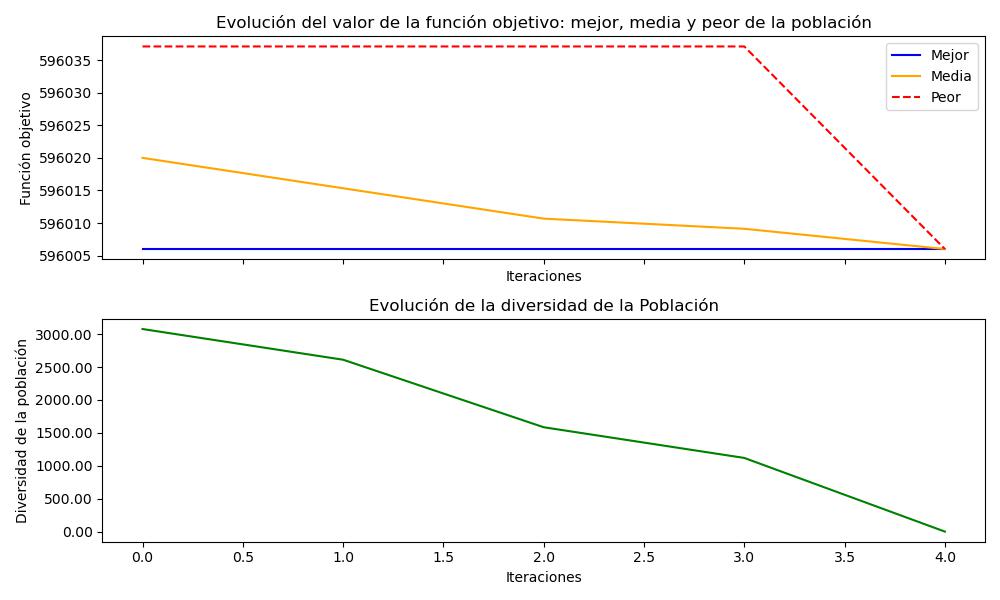 Evolución del valor de la función objetivo: mejor, media y peor de la población
Función objetivo
596035
596030
596025
596020
596015
596010
596005
Mejor
Media
Peor
Iteraciones
Evolución de la diversidad de la Población
Diversidad de la población
3000.00
2500.00
2000.00
1500.00
1000.00
500.00
0.00
0.0 0.5 1.0 1.5 2.0 2.5 3.0 3.5 4.0
Iteraciones